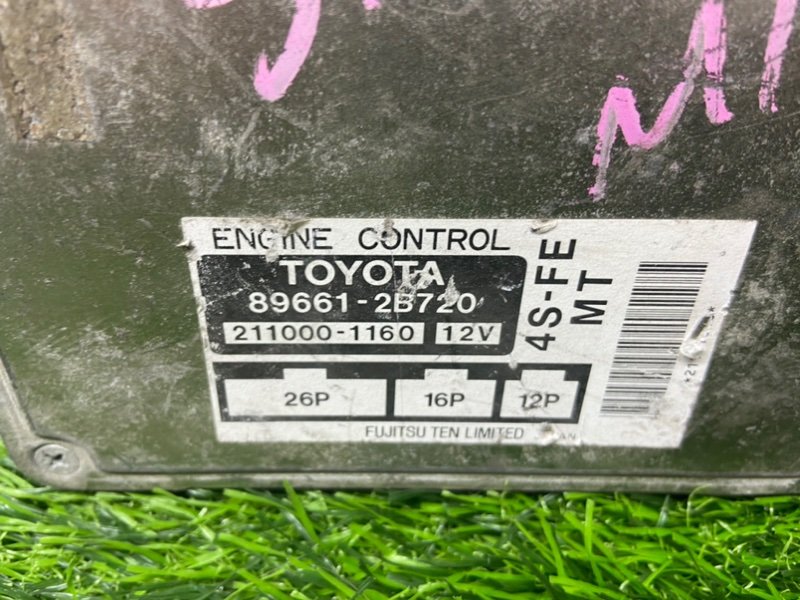 ENGINE CONTROL
TOYOTA
89661-2B720
211000-1160 12V
4S-FE
MT
26P 16P 12P
FUJITSU TEN LIMITED